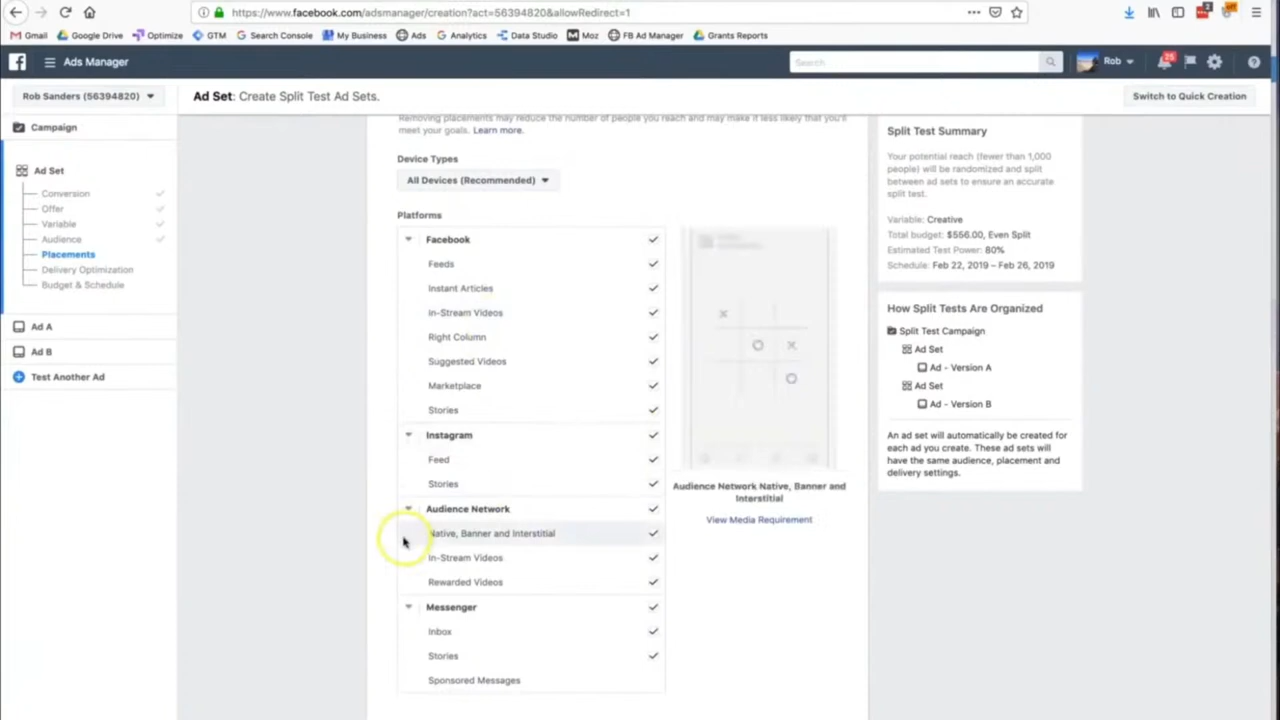 https://www.facebook.com/adsmanager/creation?act=56394820&allowRedirect=1
Gmail Google Drive Optimize GTM Search Console My Business Ads Analytics Data Studio Moz FB Ad Manager Grants Reports
Ads Manager Search Rob 25
Rob Sanders (56394820) Ad Set: Create Split Test Ad Sets. Switch to Quick Creation
Campaign
Ad Set
Conversion
Offer
Variable
Audience
Placements
Delivery Optimization
Budget & Schedule
Ad A
Ad B
Test Another Ad
Removing placements may reduce the number of people you reach and may make it less likely that you'll
meet your goals. Learn more.
Device Types
All Devices (Recommended)
Platforms
Facebook
Feeds
Instant Articles
In-Stream Videos
Right Column
Suggested Videos
Marketplace
Stories
Instagram
Feed
Stories
Audience Network
Native, Banner and Interstitial
In-Stream Videos
Rewarded Videos
Messenger
Inbox
Stories
Sponsored Messages
Audience Network Native, Banner and
Interstitial
View Media Requirement
Split Test Summary
Your potential reach (fewer than 1,000
people) will be randomized and split
between ad sets to ensure an accurate
split test.
Variable: Creative
Total budget: $556.00, Even Split
Estimated Test Power: 80%
Schedule: Feb 22, 2019 – Feb 26, 2019
How Split Tests Are Organized
Split Test Campaign
Ad Set
Ad - Version A
Ad Set
Ad - Version B
An ad set will automatically be created for
each ad you create. These ad sets will
have the same audience, placement and
delivery settings.